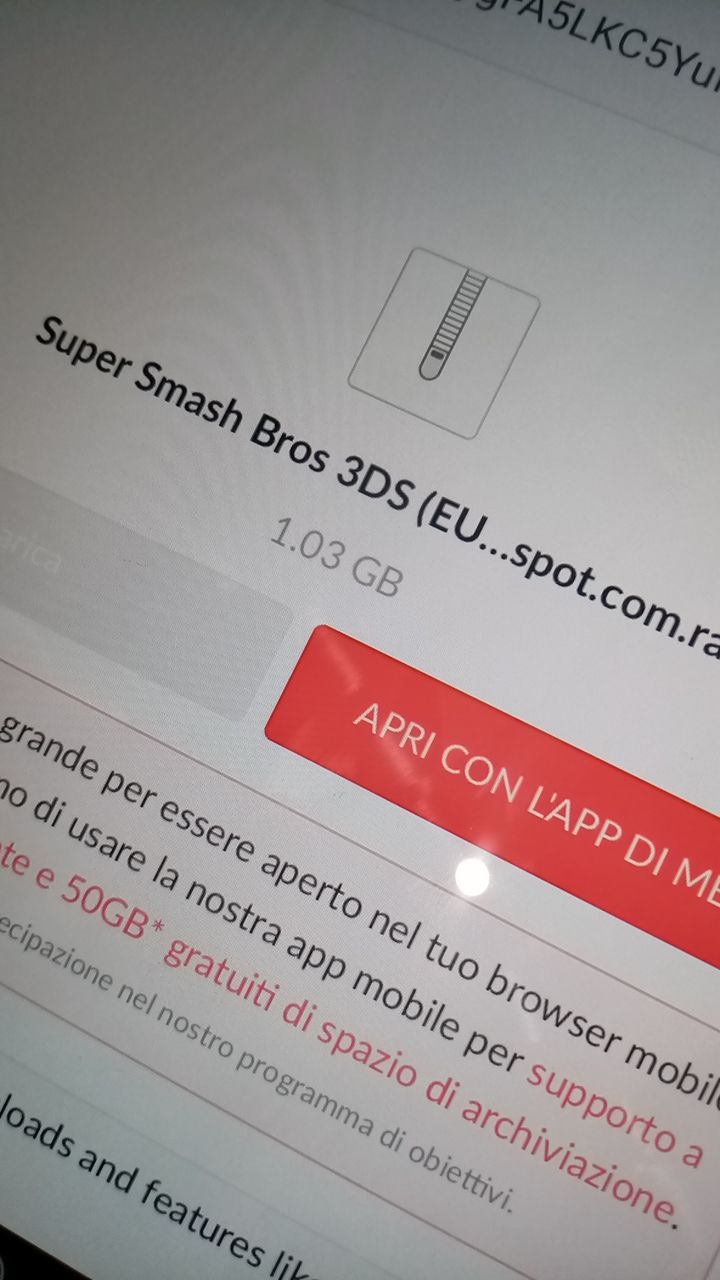 grA5LKC5Yu
Super Smash Bros 3DS (EU...spot.com.ra
1.03 GB
arica
APRI CON L'APP DI ME
grande per essere aperto nel tuo browser mobile
no di usare la nostra app mobile per supporto a
te e 50GB* gratuiti di spazio di archiviazione.
ecipazione nel nostro programma di obiettivi.
loads and features lik